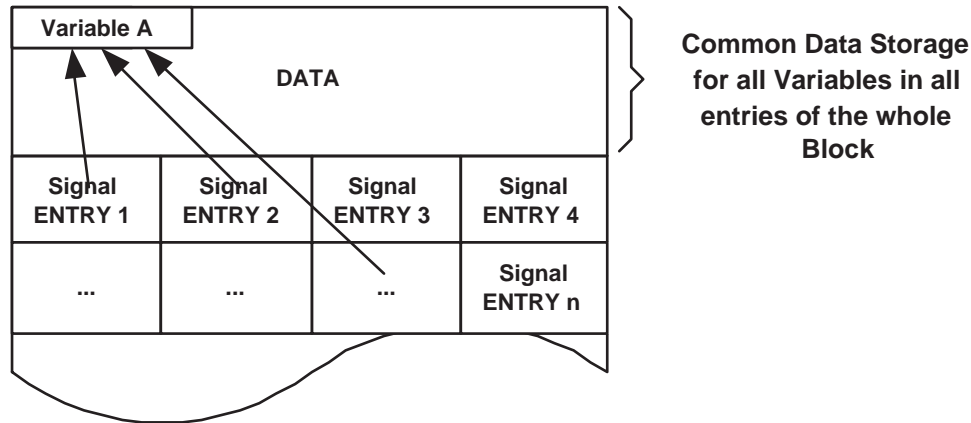 Variable A
DATA
Common Data Storage
for all Variables in all
entries of the whole
Block
Signal
ENTRY 1
Signal
ENTRY 2
Signal
ENTRY 3
Signal
ENTRY 4
...
...
...
Signal
ENTRY n